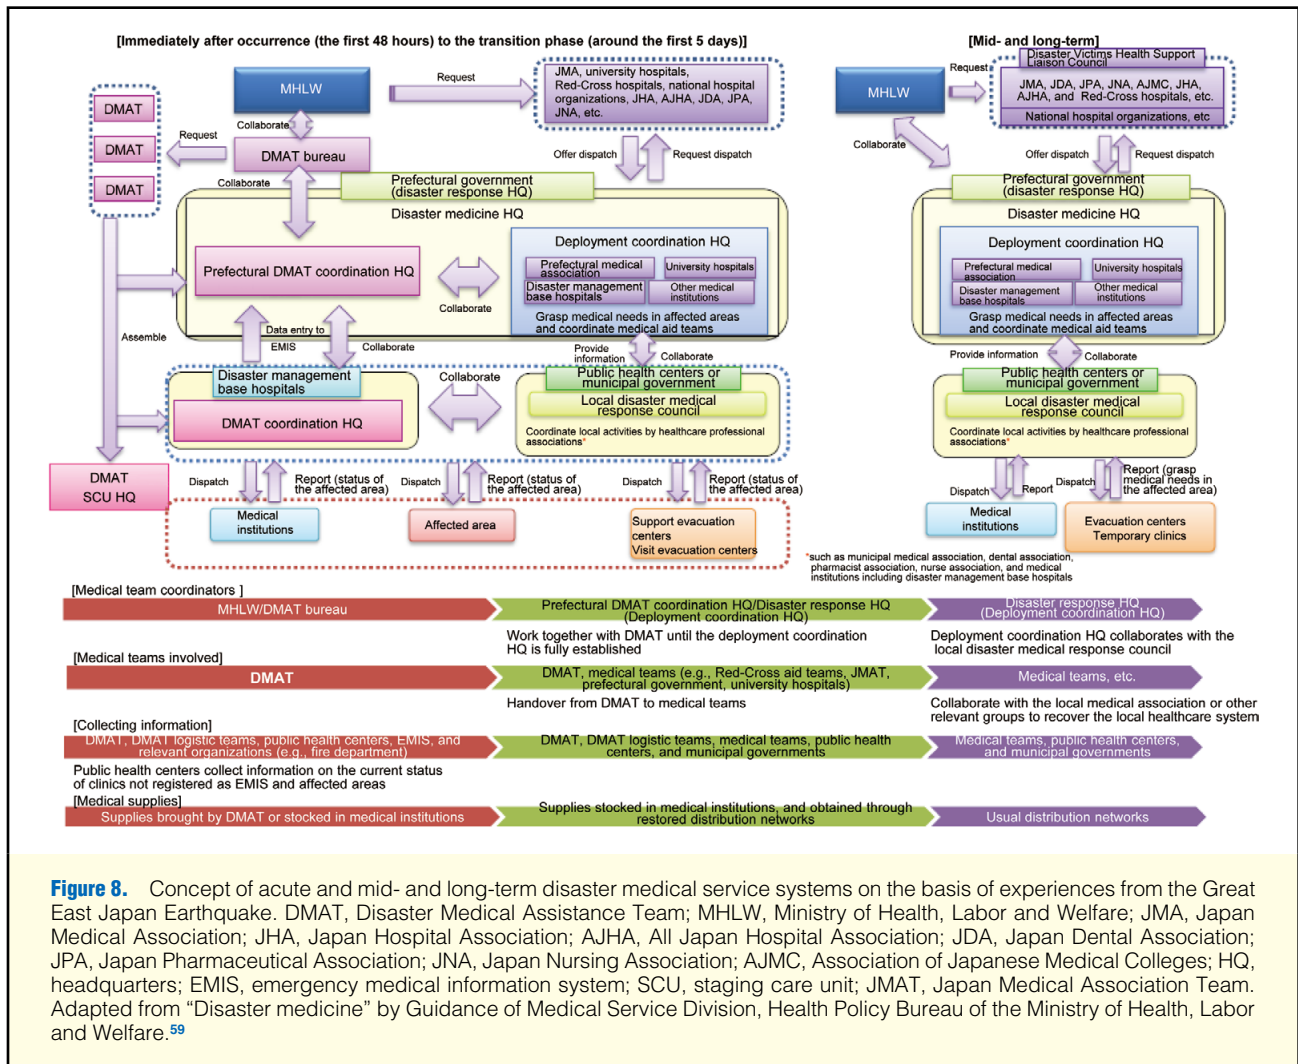 [Immediately after occurrence (the first 48 hours) to the transition phase (around the first 5 days)]
MHLW
Request
JMA, university hospitals,
Red-Cross hospitals, national hospital
organizations, JHA, AJHA, JDA, JPA,
JNA, etc.
DMAT
DMAT
DMAT
Request
Collaborate
DMAT bureau
Collaborate
Offer dispatch
Request dispatch
Prefectural government
(disaster response HQ)
Disaster medicine HQ
Prefectural DMAT coordination HQ
Collaborate
Deployment coordination HQ
Prefectural medical
association
University hospitals
Disaster management
base hospitals
Other medical
institutions
Grasp medical needs in affected areas
and coordinate medical aid teams
Assemble
Data entry to
EMIS
Collaborate
Provide
information
Collaborate
Disaster management
base hospitals
DMAT coordination HQ
Collaborate
Public health centers or
municipal government
Local disaster medical
response council
Coordinate local activities by healthcare professional
associations*
DMAT
SCU HQ
Dispatch
Report (status of
the affected area)
Dispatch
Report (status of
the affected area)
Dispatch
Report (status of
the affected area)
Medical
institutions
Affected area
Support evacuation
centers
Visit evacuation centers
[Mid- and long-term]
MHLW
Request
Disaster Victims Health Support
Liaison Council
JMA, JDA, JPA, JNA, AJMC, JHA,
AJHA, and Red-Cross hospitals, etc.
National hospital organizations, etc
Collaborate
Offer dispatch
Request dispatch
Prefectural government
(disaster response HQ)
Disaster medicine HQ
Deployment coordination HQ
Prefectural medical
association
University hospitals
Disaster management
base hospitals
Other medical
institutions
Grasp medical needs in affected areas
and coordinate medical aid teams
Provide information
Collaborate
Public health centers or
municipal government
Local disaster medical
response council
Coordinate local activities by healthcare professional
associations*
Dispatch
Report
Dispatch
Report (grasp
medical needs in
the affected area)
Medical
institutions
Evacuation centers
Temporary clinics
*such as municipal medical association, dental association,
pharmacist association, nurse association, and medical
institutions including disaster management base hospitals
[Medical team coordinators ]
MHLW/DMAT bureau
Prefectural DMAT coordination HQ/Disaster response HQ
(Deployment coordination HQ)
Disaster response HQ
(Deployment coordination HQ)
Work together with DMAT until the deployment coordination
HQ is fully established
Deployment coordination HQ collaborates with the
local disaster medical response council
[Medical teams involved]
DMAT
DMAT, medical teams (e.g., Red-Cross aid teams, JMAT,
prefectural government, university hospitals)
Medical teams, etc.
Handover from DMAT to medical teams
Collaborate with the local medical association or other
relevant groups to recover the local healthcare system
[Collecting information]
DMAT, DMAT logistic teams, public health centers, EMIS, and
relevant organizations (e.g., fire department)
DMAT, DMAT logistic teams, medical teams, public health
centers, and municipal governments
Medical teams, public health centers,
and municipal governments
Public health centers collect information on the current status
of clinics not registered as EMIS and affected areas
[Medical supplies]
Supplies brought by DMAT or stocked in medical institutions
Supplies stocked in medical institutions, and obtained through
restored distribution networks
Usual distribution networks
Figure 8. Concept of acute and mid- and long-term disaster medical service systems on the basis of experiences from the Great
East Japan Earthquake. DMAT, Disaster Medical Assistance Team; MHLW, Ministry of Health, Labor and Welfare; JMA, Japan
Medical Association; JHA, Japan Hospital Association; AJHA, All Japan Hospital Association; JDA, Japan Dental Association;
JPA, Japan Pharmaceutical Association; JNA, Japan Nursing Association; AJMC, Association of Japanese Medical Colleges; HQ,
headquarters; EMIS, emergency medical information system; SCU, staging care unit; JMAT, Japan Medical Association Team.
Adapted from “Disaster medicine” by Guidance of Medical Service Division, Health Policy Bureau of the Ministry of Health, Labor
and Welfare.59